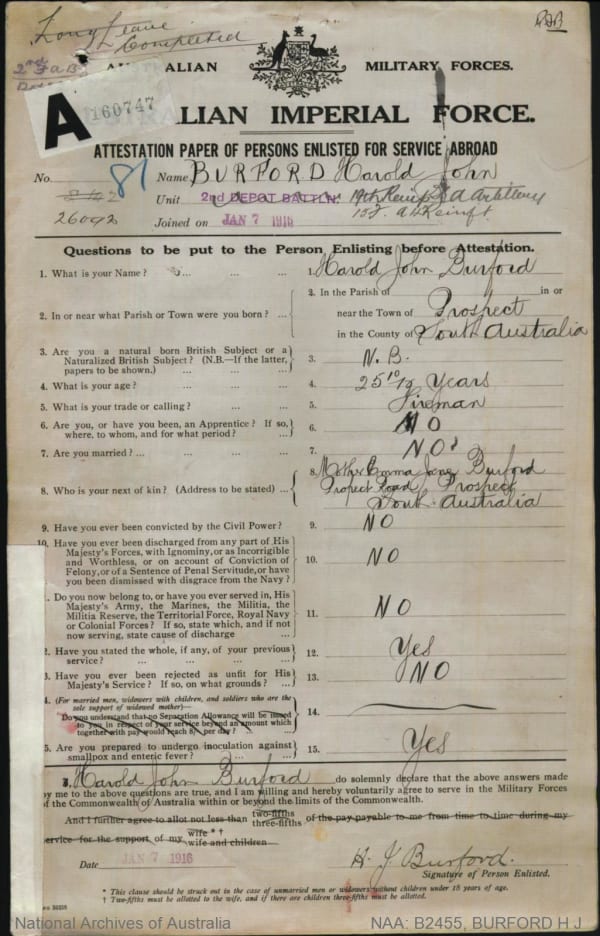 Long Leave
Completed
2nd F.A.B.
AUSTRALIAN MILITARY FORCES.
A 160747
ALIAN IMPERIAL FORCE.
ATTESTATION PAPER OF PERSONS ENLISTED FOR SERVICE ABROAD
No. 81 Name BURFORD Harold John
Unit 2nd DEPOT BATTLN.
26092
Joined on JAN 7 1916
Questions to be put to the Person Enlisting before Attestation.
1. What is your Name? ... ... ... 1. Harold John Burford
2. In or near what Parish or Town were you born? ... 2. In the Parish of in or
near the Town of Prospect
in the County of South Australia
3. Are you a natural born British Subject or a
Naturalized British Subject? (N.B.—If the latter,
papers to be shown.) ... ... ... 3. N.B.
4. What is your age? ... ... ... 4. 25 10/12 Years
5. What is your trade or calling? ... ... 5. Fireman
6. Are you, or have you been, an Apprentice? If so,
where, to whom, and for what period? ... 6. NO
7. Are you married? ... ... ... 7. NO
8. Who is your next of kin? (Address to be stated) ... 8. Mother Emma Jane Burford
Road, Prospect
South Australia
9. Have you ever been convicted by the Civil Power? 9. NO
10. Have you ever been discharged from any part of His
Majesty's Forces, with Ignominy, or as Incorrigible
and Worthless, or on account of Conviction of
Felony, or of a Sentence of Penal Servitude, or have
you been dismissed with disgrace from the Navy? 10. NO
. Do you now belong to, or have you ever served in, His
Majesty's Army, the Marines, the Militia, the
Militia Reserve, the Territorial Force, Royal Navy
or Colonial Forces? If so, state which, and if not
now serving, state cause of discharge ... 11. NO
2. Have you stated the whole, if any, of your previous
service? ... ... ... 12. Yes
3. Have you ever been rejected as unfit for His
Majesty's Service? If so, on what grounds? ... 13. NO
4. (For married men, widowers with children, and soldiers who are the
sole support of widowed mother)—
Do you understand that no Separation Allowance will be issued
to you in respect of your service beyond an amount which
together with pay would reach 8/- per day? ... 14.
5. Are you prepared to undergo inoculation against
smallpox and enteric fever? ... ... 15. Yes
I, Harold John Burford do solemnly declare that the above answers made
by me to the above questions are true, and I am willing and hereby voluntarily agree to serve in the Military Forces
of the Commonwealth of Australia within or beyond the limits of the Commonwealth.
And I further agree to allot not less than two-fifths three-fifths of the pay payable to me from time to time during my
service for the support of my wife * † wife and children
Date JAN 7 1916 H. J. Burford.
Signature of Person Enlisted.
* This clause should be struck out in the case of unmarried men or widowers without children under 18 years of age.
† Two-fifths must be allotted to the wife, and if there are children three-fifths must be allotted.
National Archives of Australia NAA: B2455, BURFORD H J